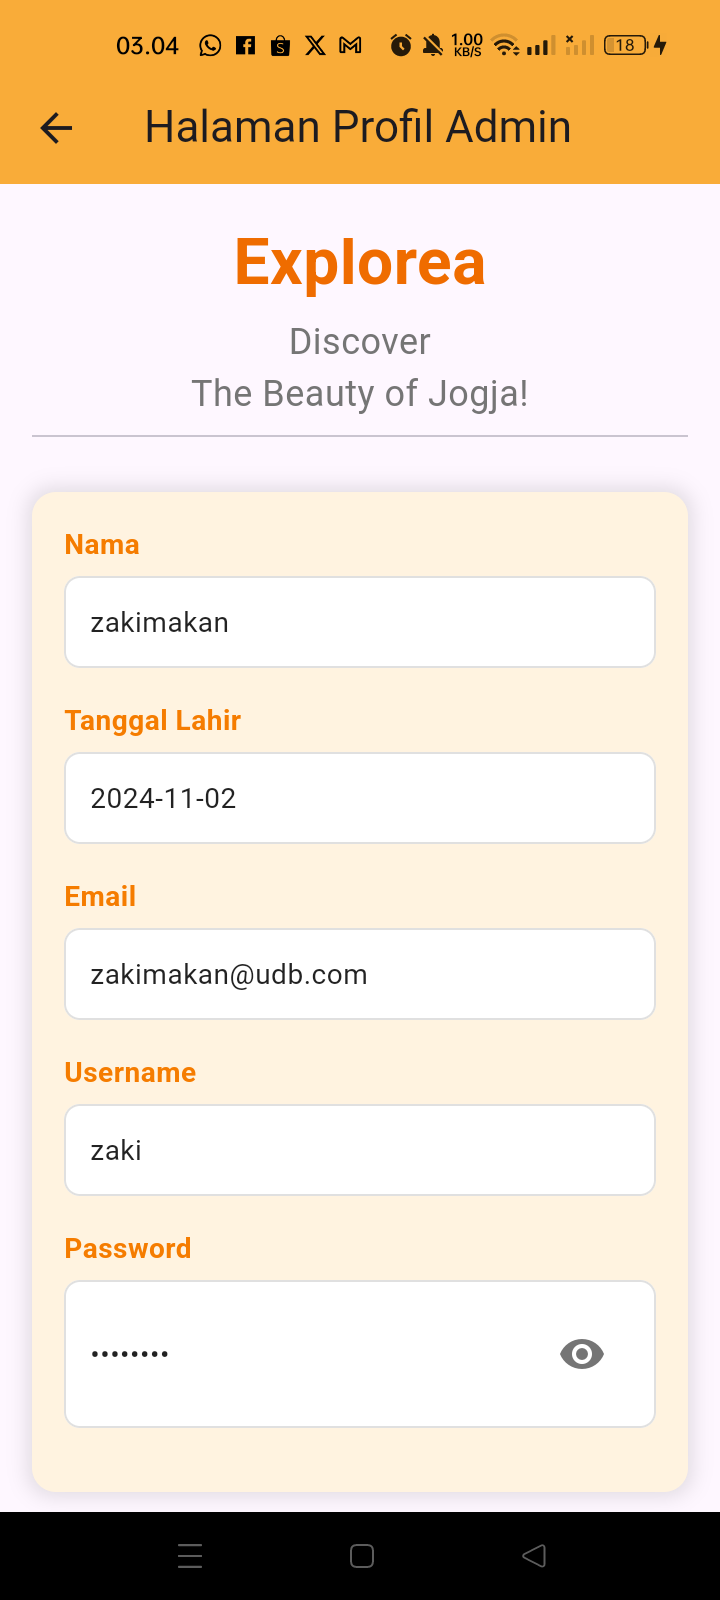 03.04
1.00
KB/S
18
Halaman Profil Admin
Explorea
Discover
The Beauty of Jogja!
Nama
zakimakan
Tanggal Lahir
2024-11-02
Email
zakimakan@udb.com
Username
zaki
Password
••••••••